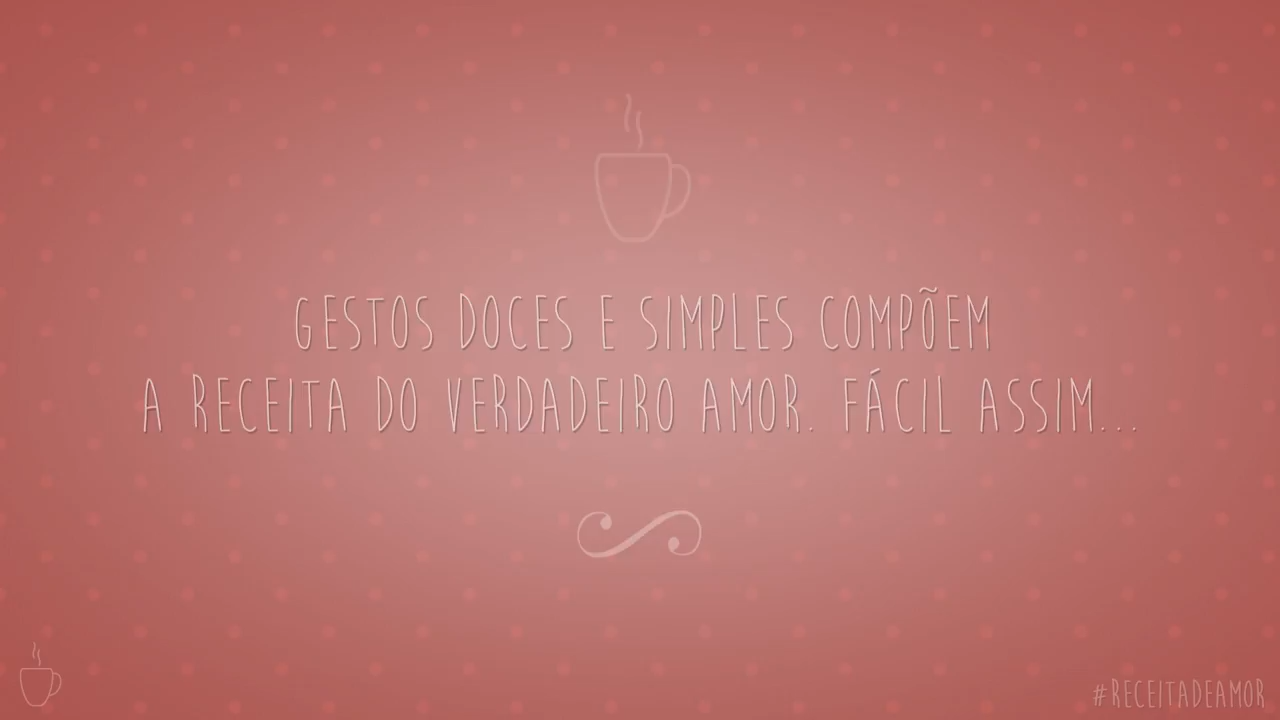 GESTOS DOCES E SIMPLES COMPÕEM
A RECEITA DO VERDADEIRO AMOR. FÁCIL ASSIM...
#RECEITADEAMOR